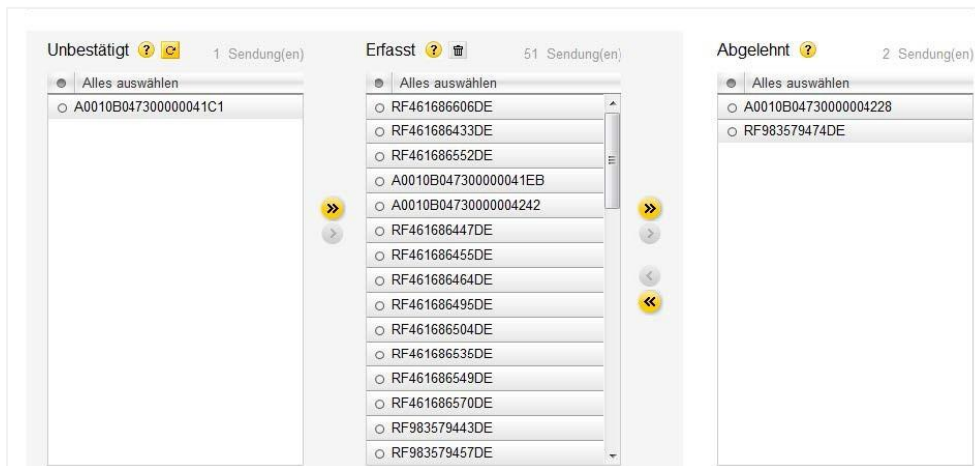 Unbestätigt ? 1 Sendung(en)
Alles auswählen
A0010B047300000041C1
Erfasst ? 51 Sendung(en)
Alles auswählen
RF461686606DE
RF461686433DE
RF461686552DE
A0010B047300000041EB
A0010B04730000004242
RF461686447DE
RF461686455DE
RF461686464DE
RF461686495DE
RF461686504DE
RF461686535DE
RF461686549DE
RF461686570DE
RF983579443DE
RF983579457DE
Abgelehnt ? 2 Sendung(en)
Alles auswählen
A0010B04730000004228
RF983579474DE